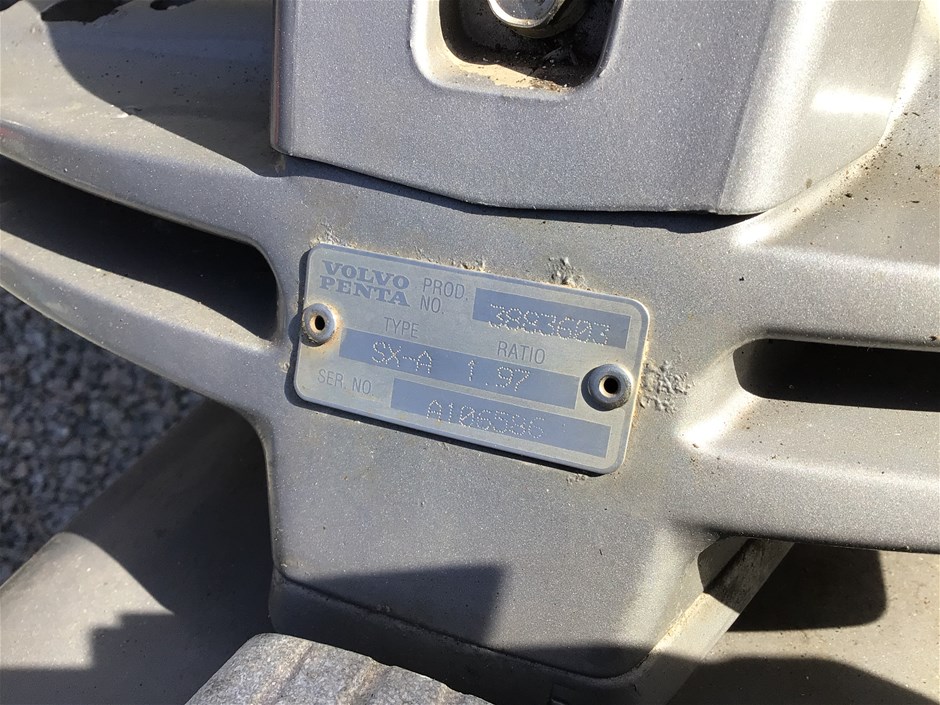 VOLVO PENTA
PROD. NO. 3883603
TYPE RATIO
SX-A 1.97
SER. NO. A106586